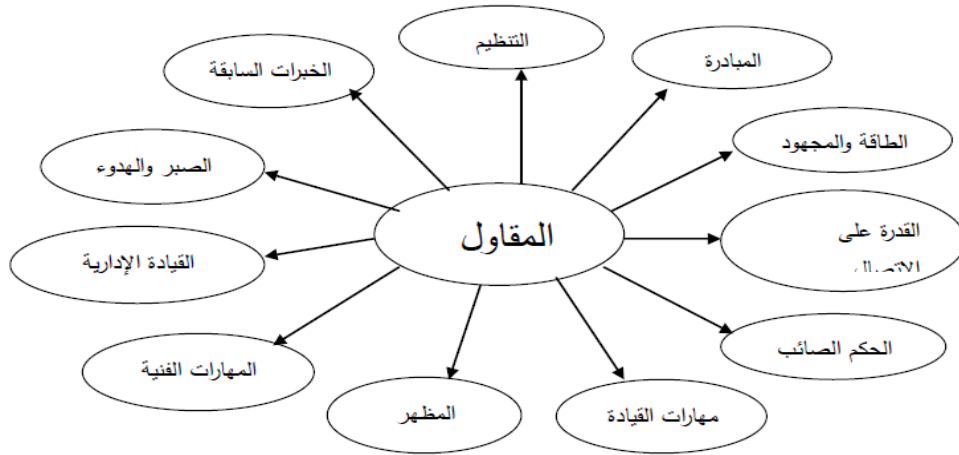 التنظيم
المبادرة
الخبرات السابقة
الطاقة والمجهود
الصبر والهدوء
المقاول
القدرة على
الاتصال
القيادة الإدارية
الحكم الصائب
المهارات الفنية
المظهر
مهارات القيادة